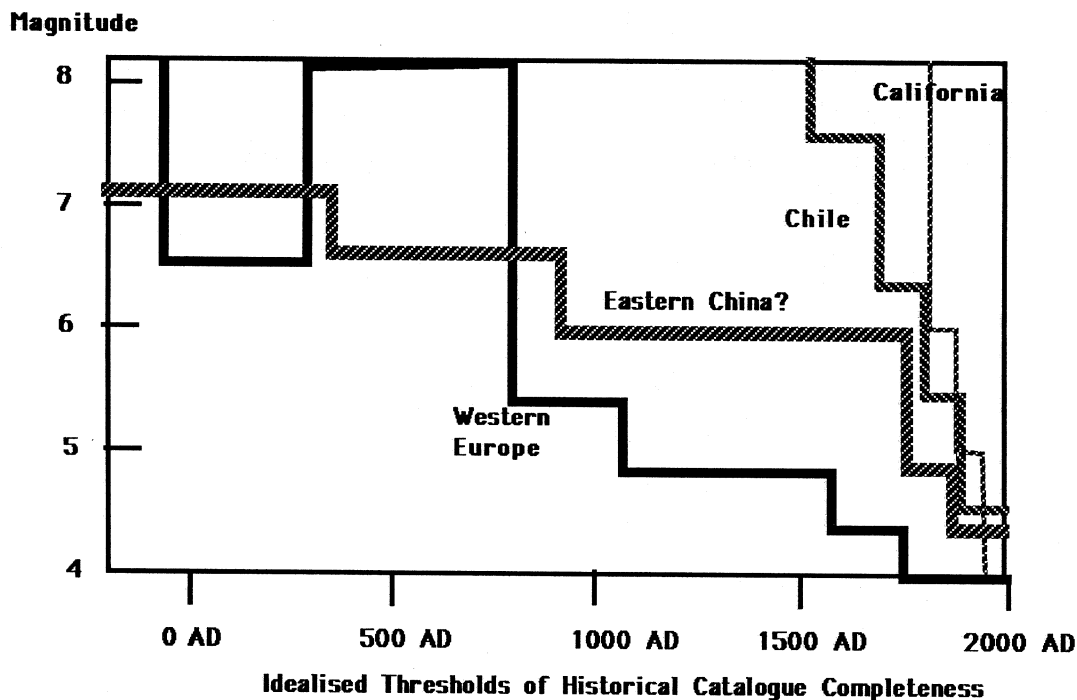 Magnitude
8
California
7
Chile
Eastern China?
6
Western
Europe
5
4
0 AD
500 AD
1000 AD
1500 AD
2000 AD
Idealised Thresholds of Historical Catalogue Completeness